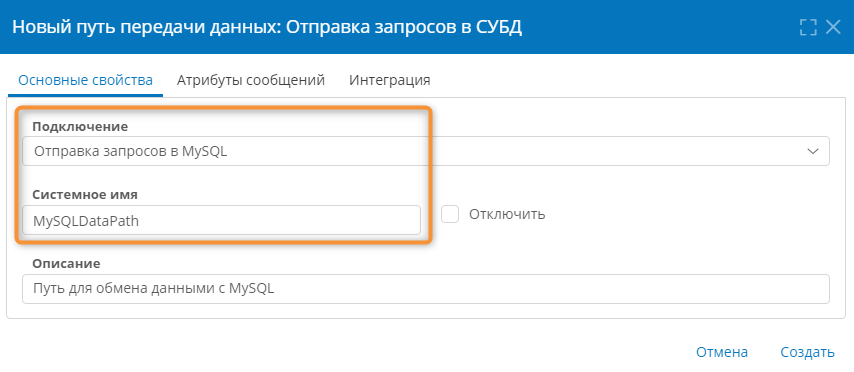 Новый путь передачи данных: Отправка запросов в СУБД
Основные свойства Атрибуты сообщений Интеграция
Подключение
Отправка запросов в MySQL
Системное имя
MySQLDataPath Отключить
Описание
Путь для обмена данными с MySQL
Отмена Создать